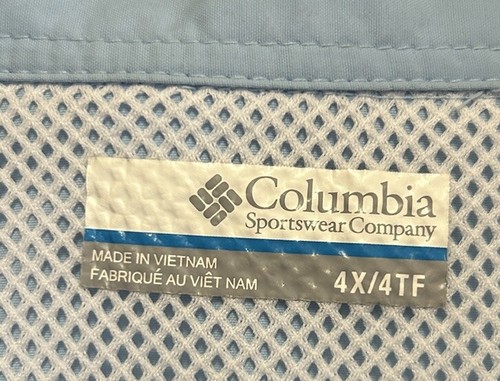 Columbia
Sportswear Company
MADE IN VIETNAM
FABRIQUÉ AU VIÊT NAM
4X/4TF